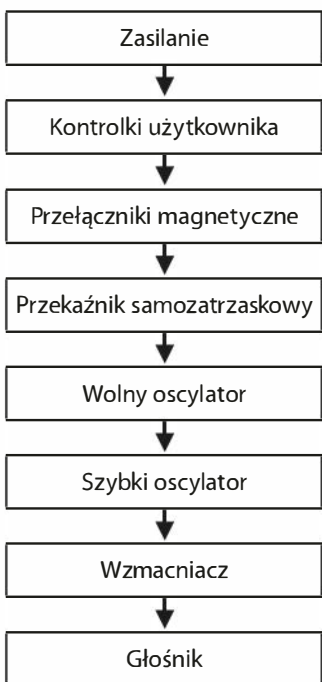 Zasilanie
Kontrolki użytkownika
Przełączniki magnetyczne
Przekaźnik samozatrzaskowy
Wolny oscylator
Szybki oscylator
Wzmacniacz
Głośnik